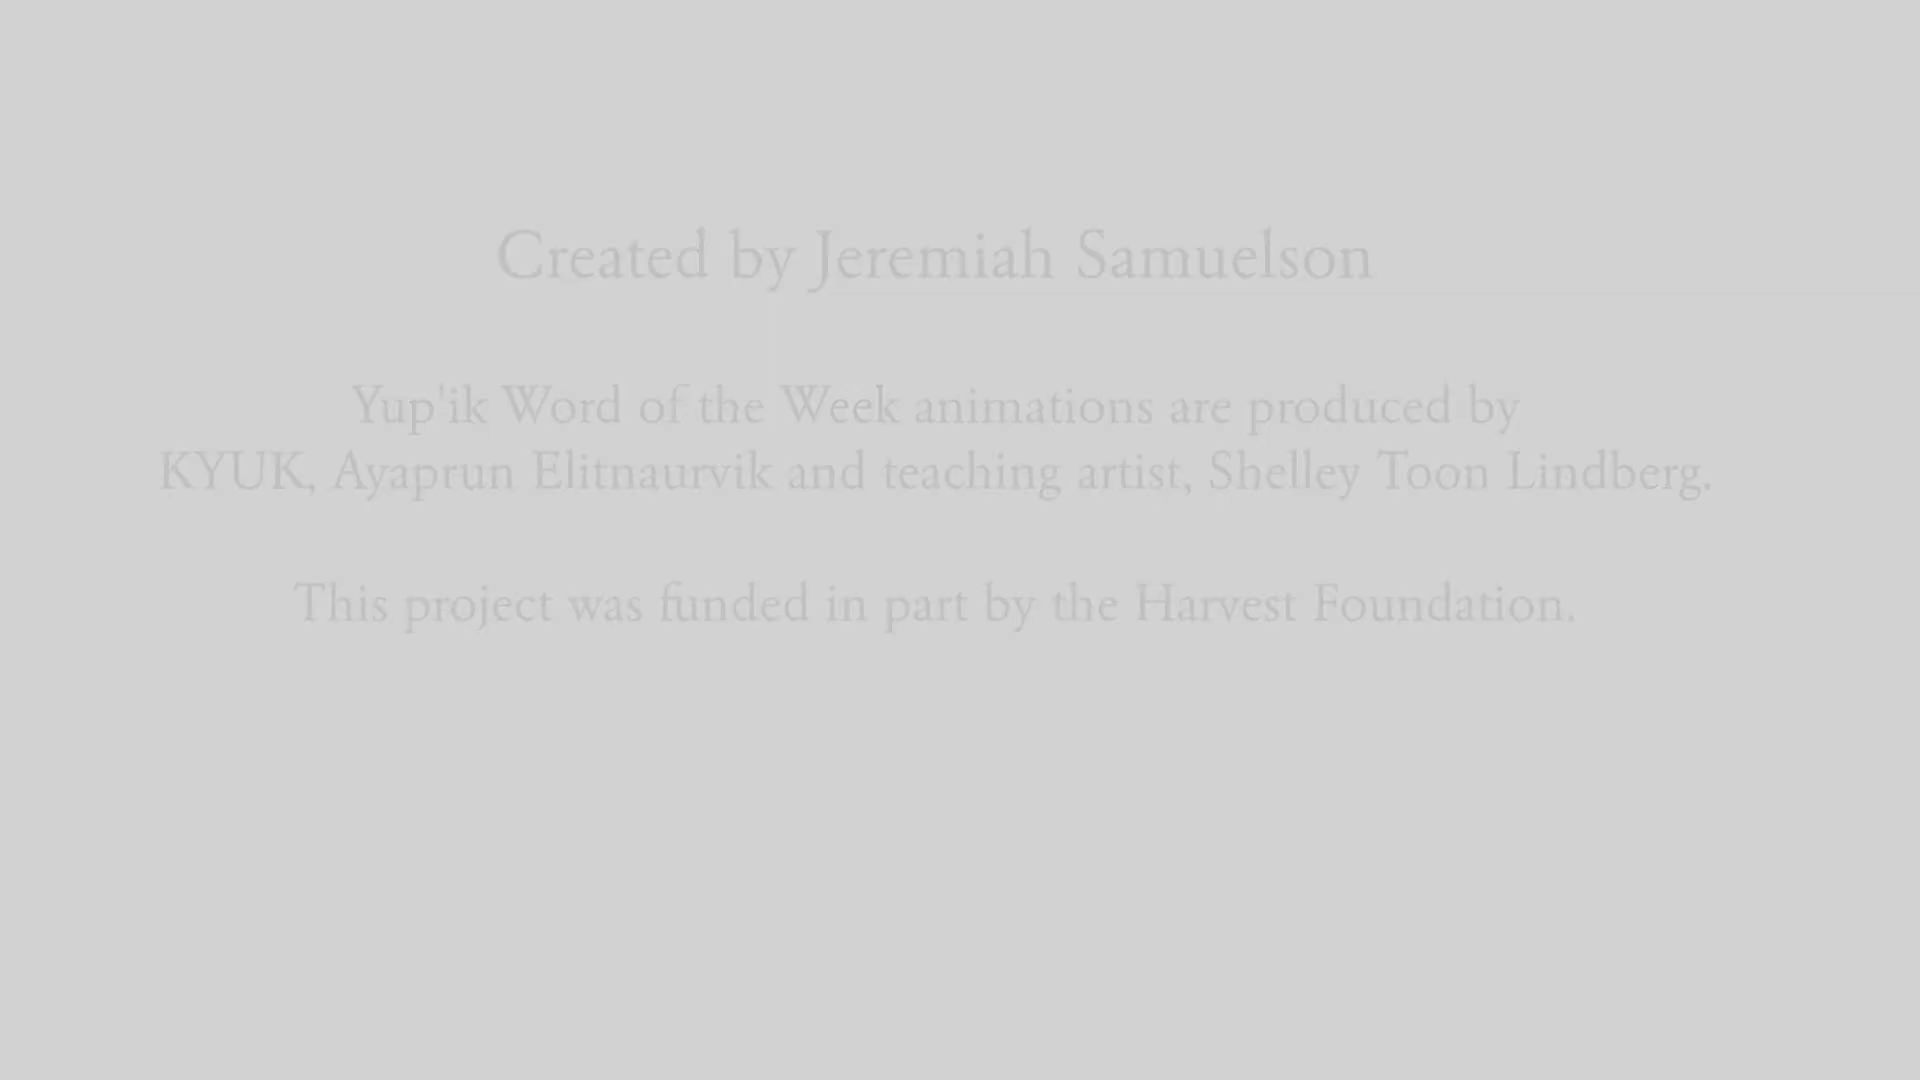 Created by Jeremiah Samuelson
Yup'ik Word of the Week animations are produced by
KYUK, Ayaprun Elitnaurvik and teaching artist, Shelley Toon Lindberg.
This project was funded in part by the Harvest Foundation.